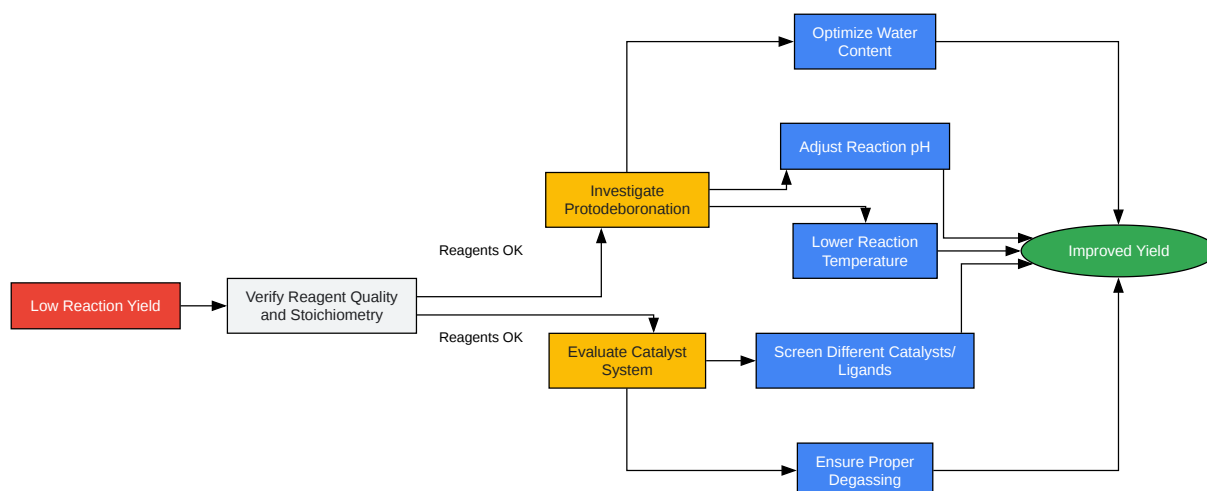 Optimize Water
Content
Adjust Reaction pH
Investigate
Protodeboronation
Lower Reaction
Temperature
Improved Yield
Reagents OK
Low Reaction Yield
Verify Reagent Quality
and Stoichiometry
Reagents OK
Evaluate Catalyst
System
Screen Different Catalysts/
Ligands
Ensure Proper
Degassing